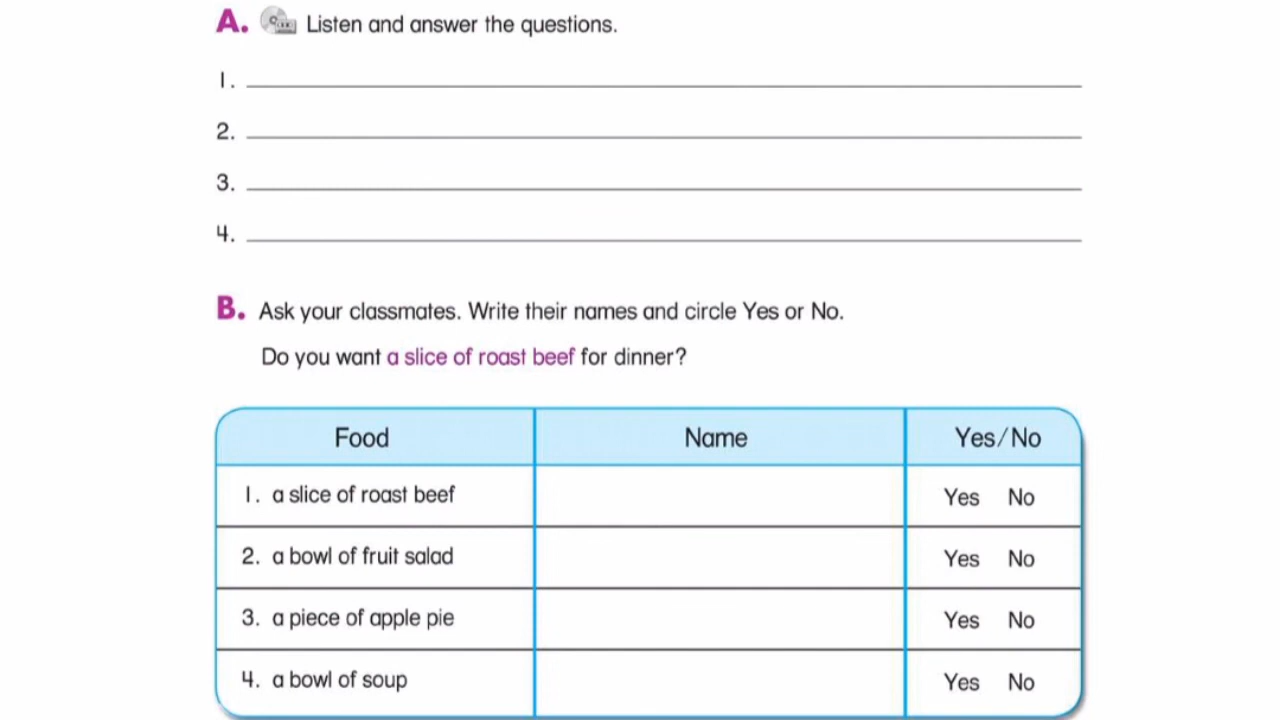 A. Listen and answer the questions.
1.
2.
3.
4.
B. Ask your classmates. Write their names and circle Yes or No.
Do you want a slice of roast beef for dinner?
Food Name Yes/No
1. a slice of roast beef Yes No
2. a bowl of fruit salad Yes No
3. a piece of apple pie Yes No
4. a bowl of soup Yes No